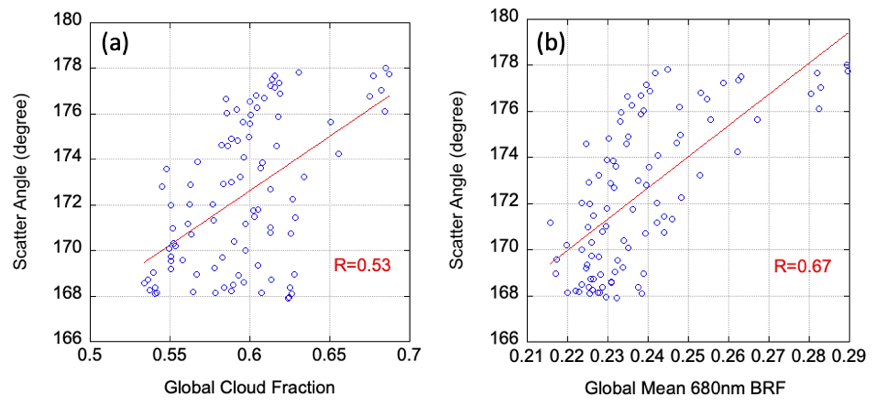 (a)
Scatter Angle (degree)
180
178
176
174
172
170
168
166
R=0.53
0.5 0.55 0.6 0.65 0.7
Global Cloud Fraction
(b)
Scatter Angle (degree)
180
178
176
174
172
170
168
166
R=0.67
0.21 0.22 0.23 0.24 0.25 0.26 0.27 0.28 0.29
Global Mean 680nm BRF